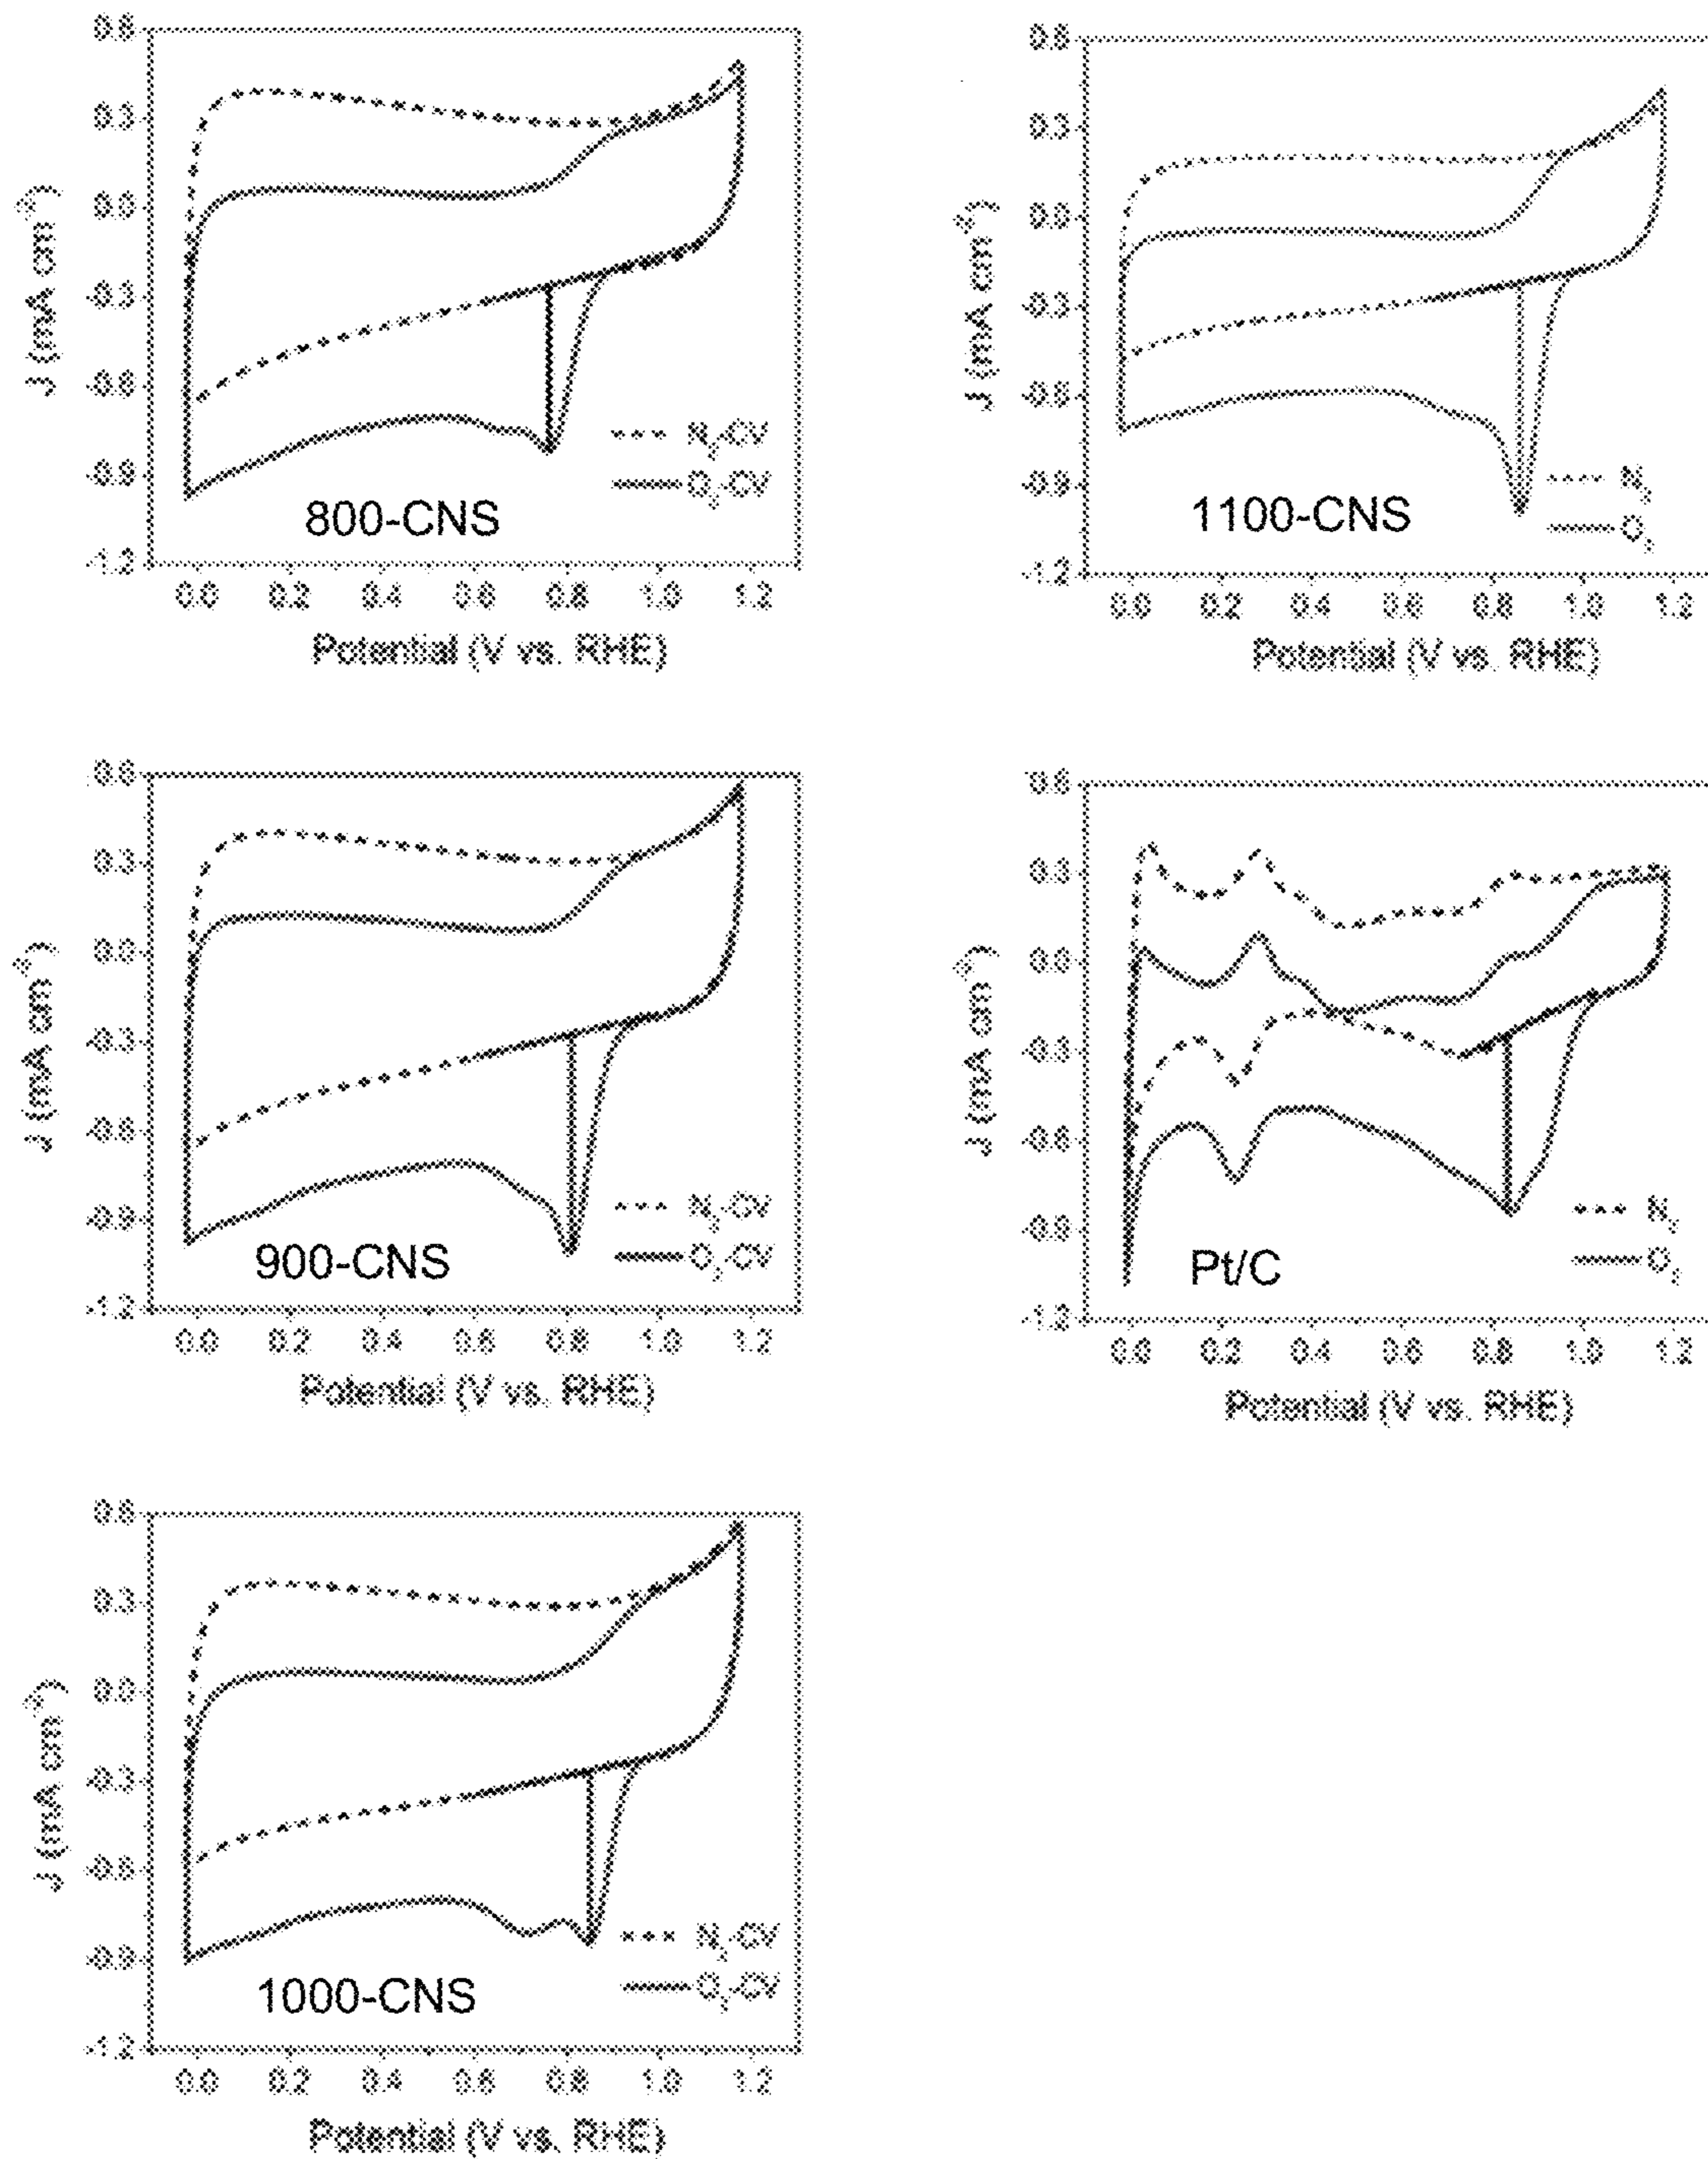 0.6
0.3
0.0
-0.3
-0.6
-0.9
-1.2
J (mA cm⁻²)
N₂-CV
O₂-CV
800-CNS
0.0 0.2 0.4 0.6 0.8 1.0 1.2
Potential (V vs. RHE)
0.6
0.3
0.0
-0.3
-0.6
-0.9
-1.2
J (mA cm⁻²)
N₂
O₂
1100-CNS
0.0 0.2 0.4 0.6 0.8 1.0 1.2
Potential (V vs. RHE)
0.6
0.3
0.0
-0.3
-0.6
-0.9
-1.2
J (mA cm⁻²)
N₂-CV
O₂-CV
900-CNS
0.0 0.2 0.4 0.6 0.8 1.0 1.2
Potential (V vs. RHE)
0.6
0.3
0.0
-0.3
-0.6
-0.9
-1.2
J (mA cm⁻²)
N₂
O₂
Pt/C
0.0 0.2 0.4 0.6 0.8 1.0 1.2
Potential (V vs. RHE)
0.6
0.3
0.0
-0.3
-0.6
-0.9
-1.2
J (mA cm⁻²)
N₂-CV
O₂-CV
1000-CNS
0.0 0.2 0.4 0.6 0.8 1.0 1.2
Potential (V vs. RHE)